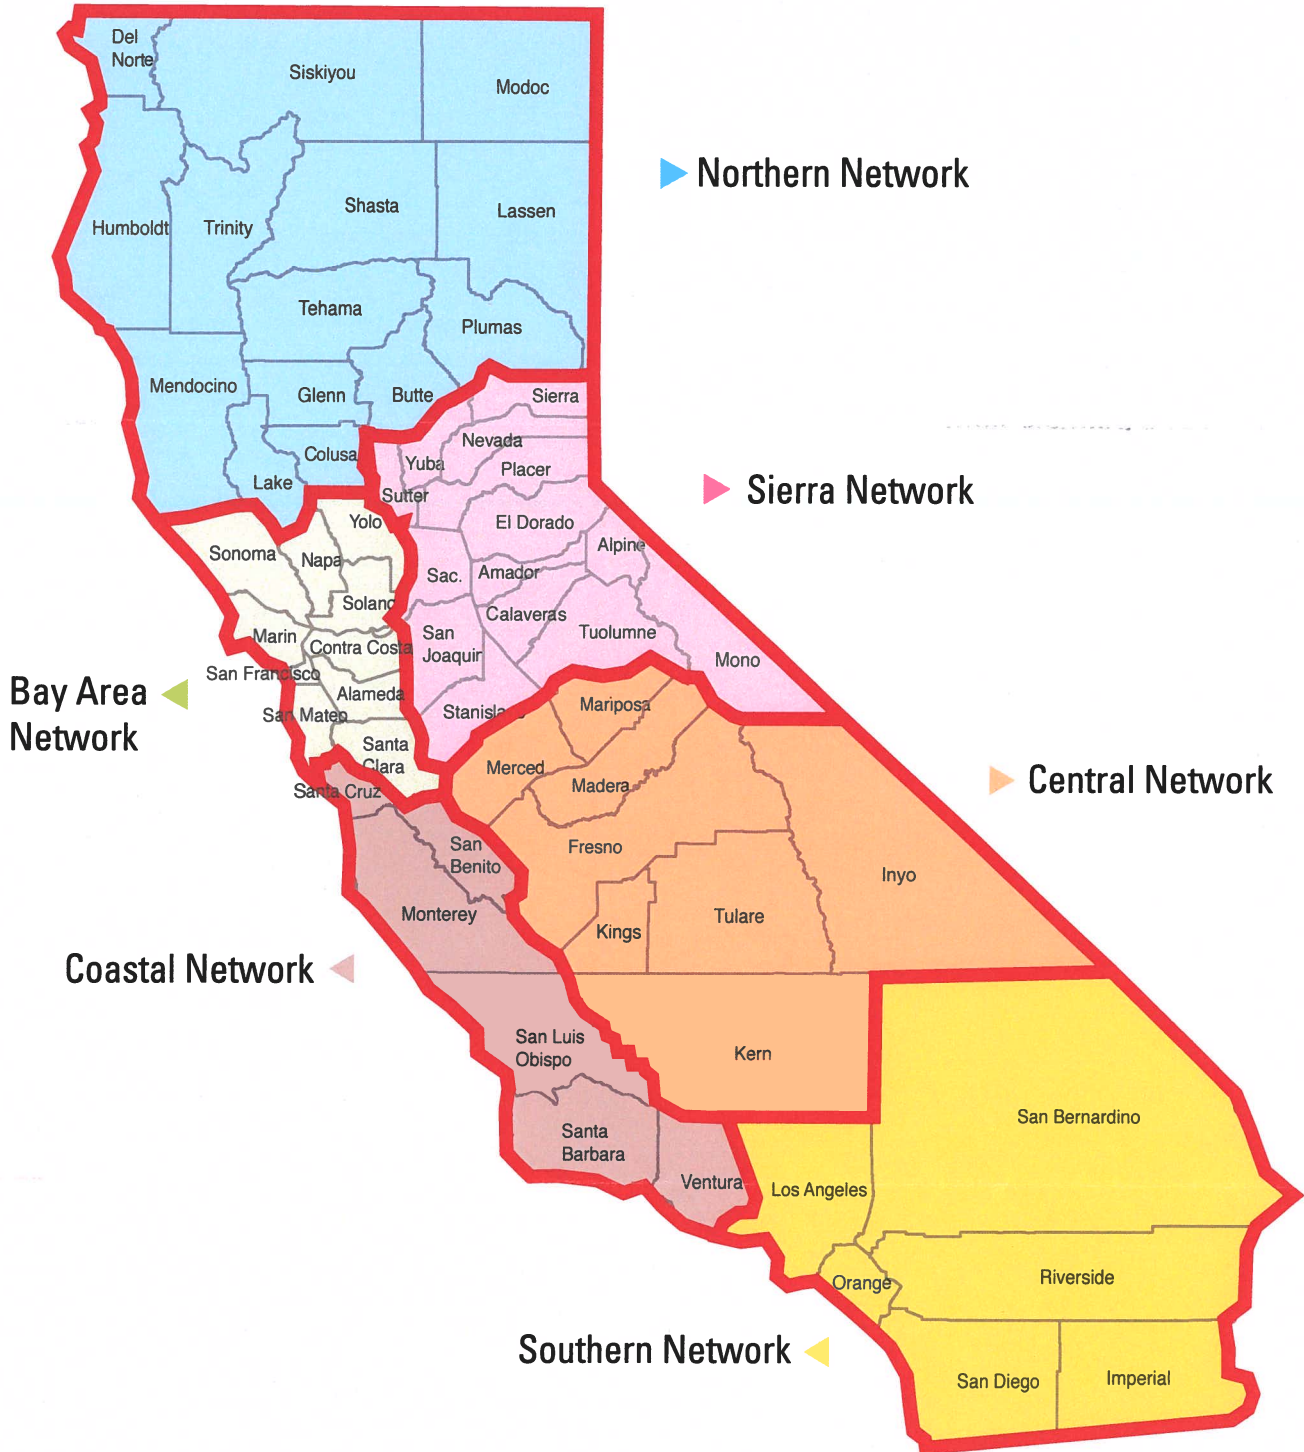 Del
Norte
Siskiyou
Modoc
Northern Network
Humboldt
Trinity
Shasta
Lassen
Tehama
Plumas
Mendocino
Glenn
Butte
Sierra
Colusa
Nevada
Yuba
Placer
Lake
Sutter
Sierra Network
Yolo
El Dorado
Sonoma
Napa
Alpine
Sac.
Amador
Solano
Calaveras
Marin
San
Joaquin
Tuolumne
Contra Costa
Mono
San Francisco
Bay Area
Network
Alameda
San Mateo
Stanisla
Mariposa
Santa
Clara
Merced
Madera
Central Network
Santa Cruz
San
Benito
Fresno
Inyo
Monterey
Kings
Tulare
Coastal Network
San Luis
Obispo
Kern
San Bernardino
Santa
Barbara
Ventura
Los Angeles
Orange
Riverside
Southern Network
San Diego
Imperial